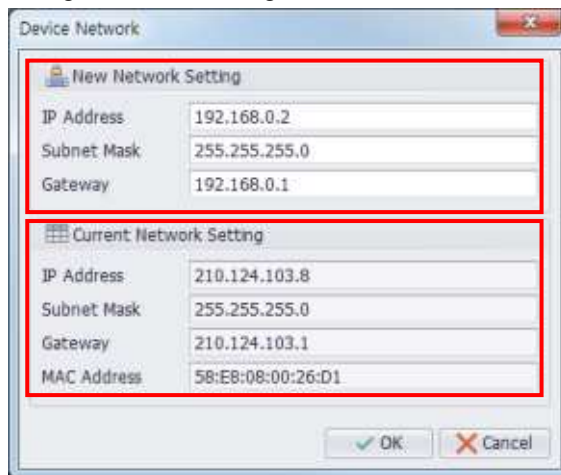 Device Network
New Network Setting
IP Address 192.168.0.2
Subnet Mask 255.255.255.0
Gateway 192.168.0.1
Current Network Setting
IP Address 210.124.103.8
Subnet Mask 255.255.255.0
Gateway 210.124.103.1
MAC Address 58:E8:08:00:26:D1
OK Cancel